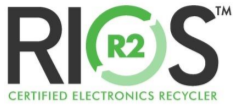 RIOS™
R2
CERTIFIED ELECTRONICS RECYCLER